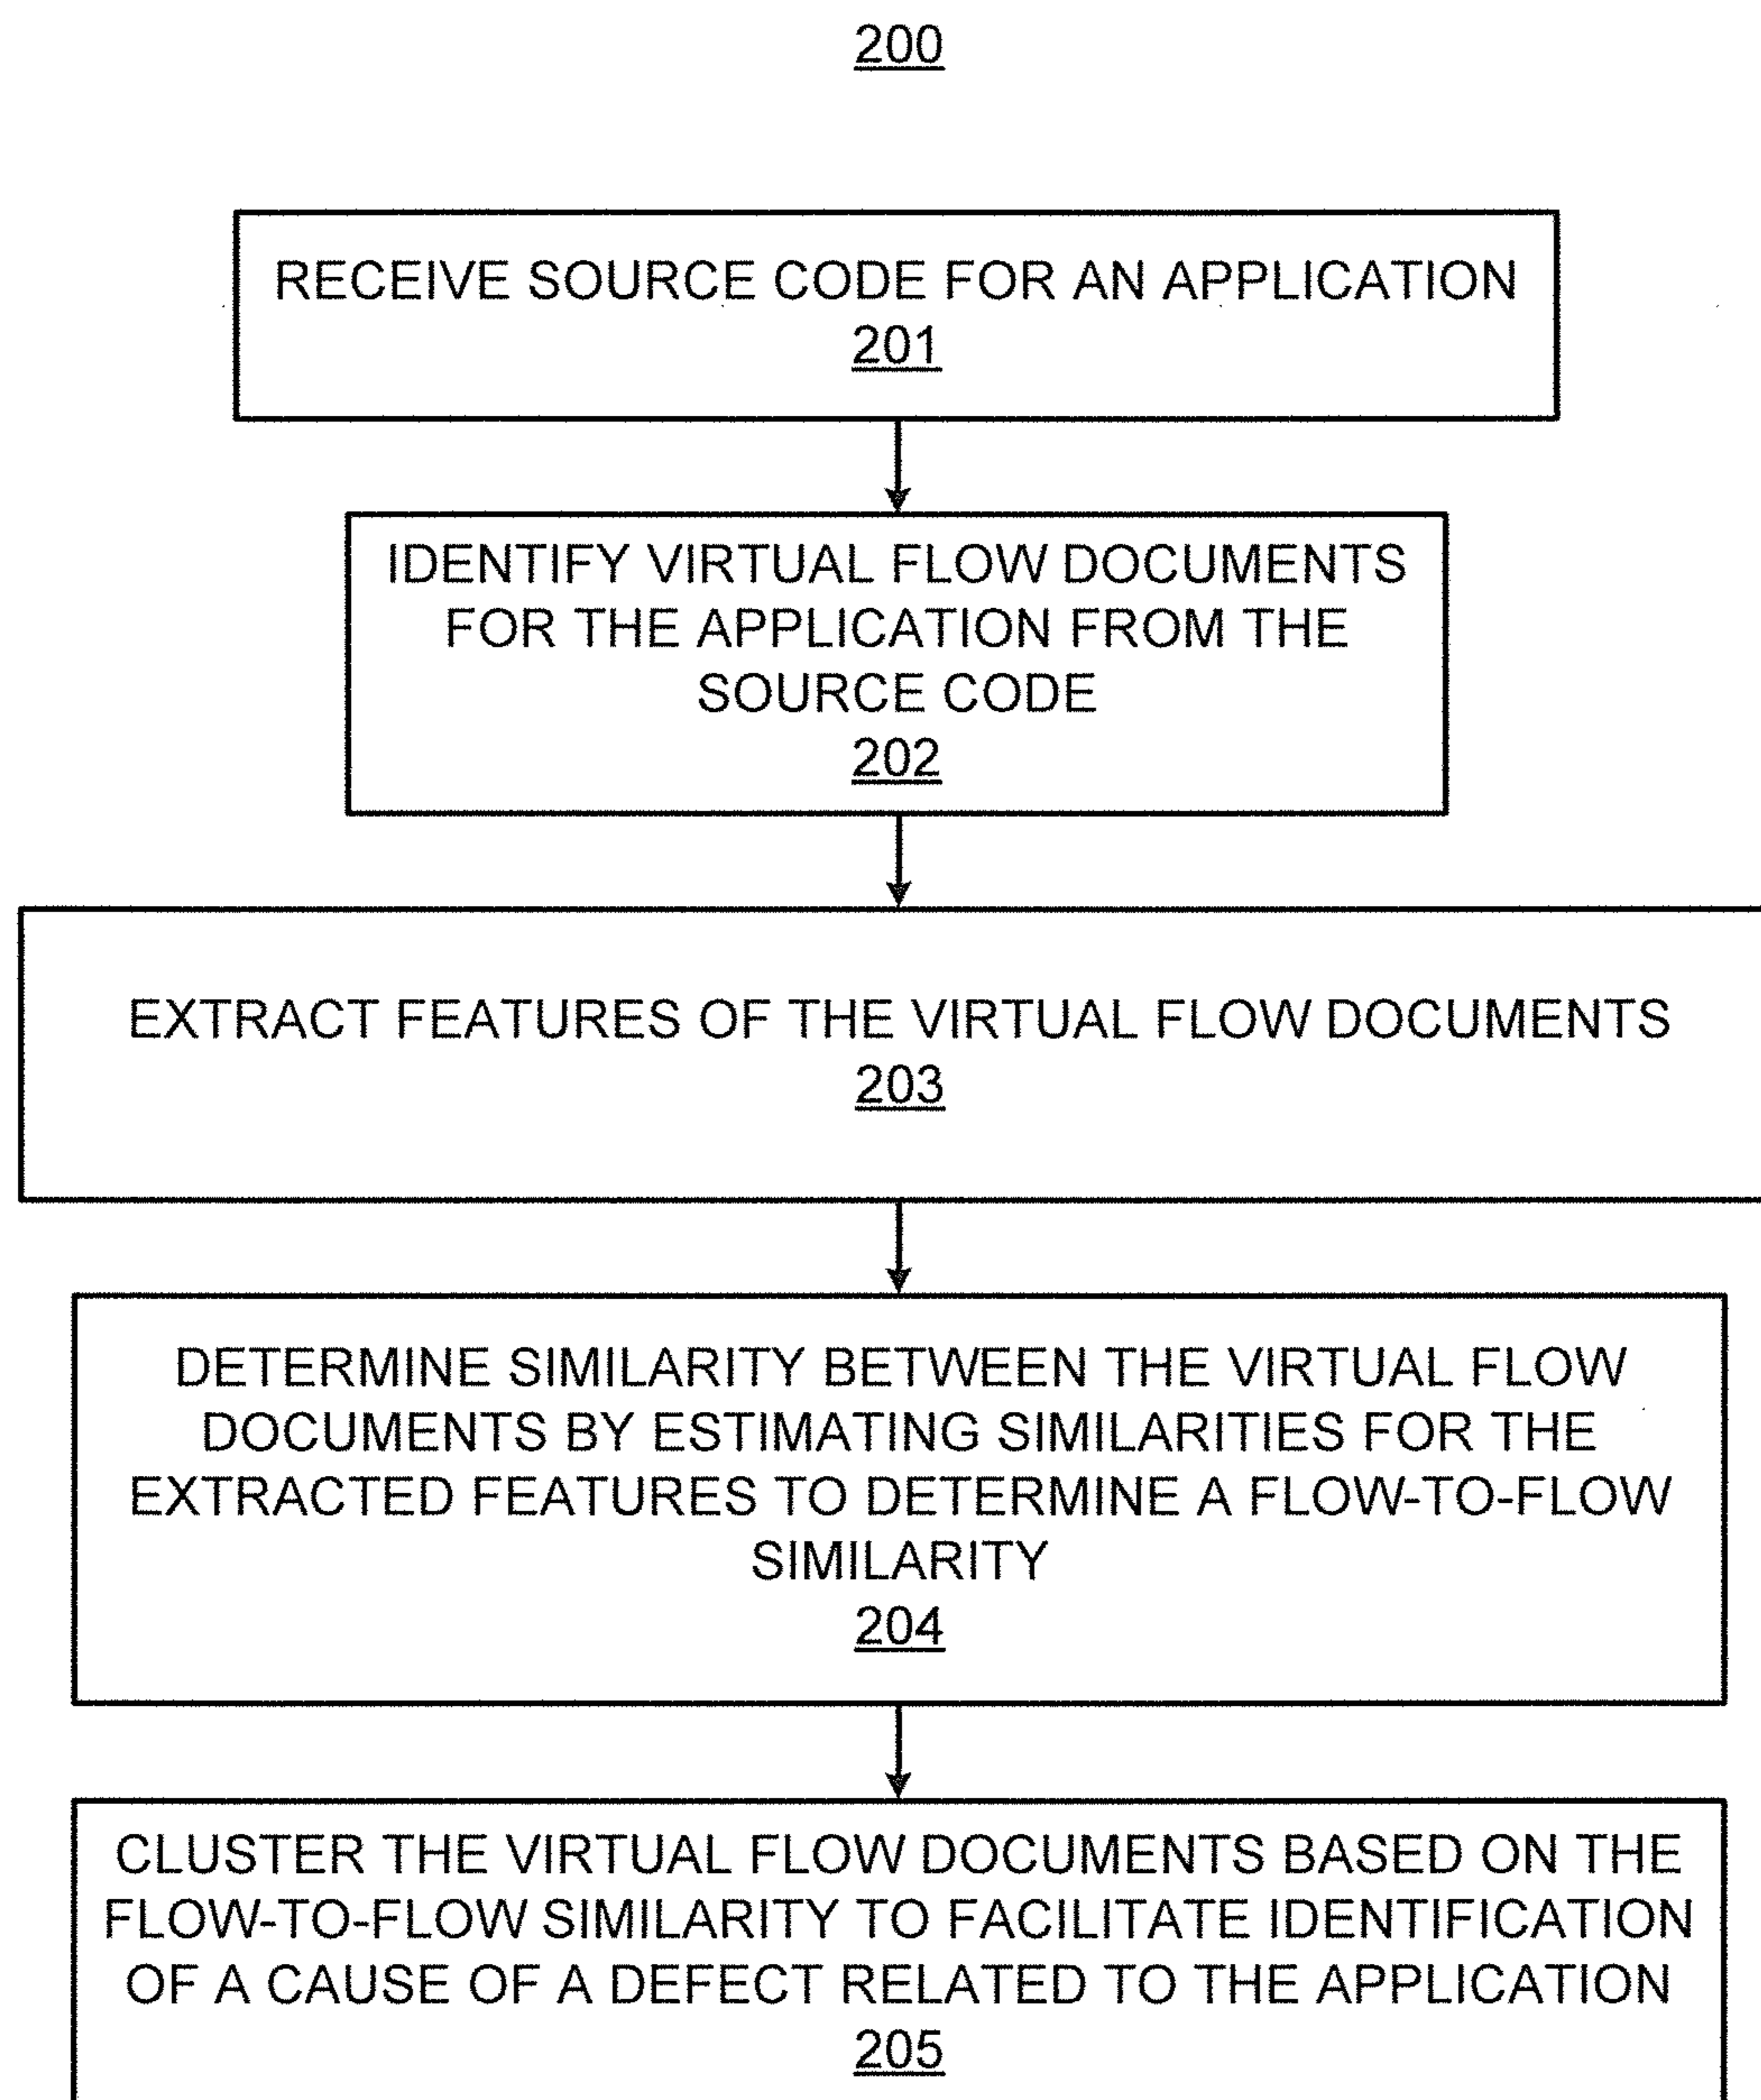 200
RECEIVE SOURCE CODE FOR AN APPLICATION
201
IDENTIFY VIRTUAL FLOW DOCUMENTS
FOR THE APPLICATION FROM THE
SOURCE CODE
202
EXTRACT FEATURES OF THE VIRTUAL FLOW DOCUMENTS
203
DETERMINE SIMILARITY BETWEEN THE VIRTUAL FLOW
DOCUMENTS BY ESTIMATING SIMILARITIES FOR THE
EXTRACTED FEATURES TO DETERMINE A FLOW-TO-FLOW
SIMILARITY
204
CLUSTER THE VIRTUAL FLOW DOCUMENTS BASED ON THE
FLOW-TO-FLOW SIMILARITY TO FACILITATE IDENTIFICATION
OF A CAUSE OF A DEFECT RELATED TO THE APPLICATION
205